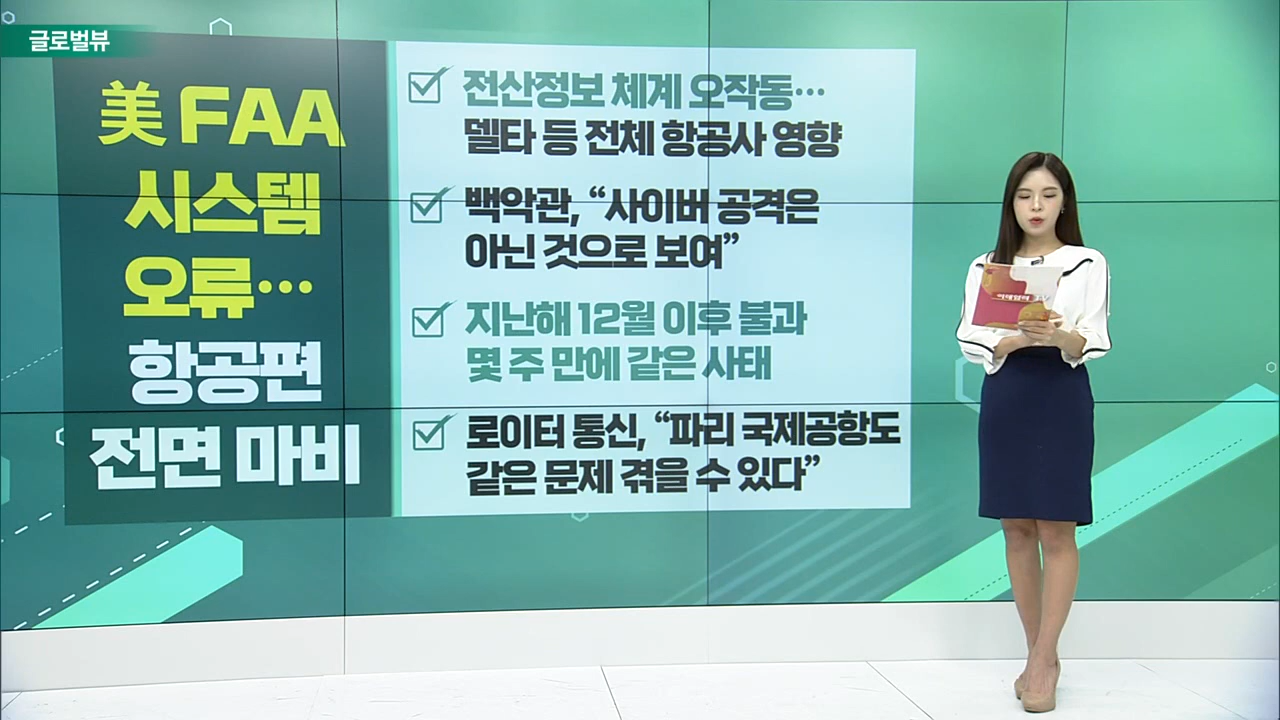 글로벌뷰
美 FAA
시스템
오류…
항공편
전면 마비
전산정보 체계 오작동…
델타 등 전체 항공사 영향
백악관, “사이버 공격은
아닌 것으로 보여”
지난해 12월 이후 불과
몇 주 만에 같은 사태
로이터 통신, “파리 국제공항도
같은 문제 겪을 수 있다”